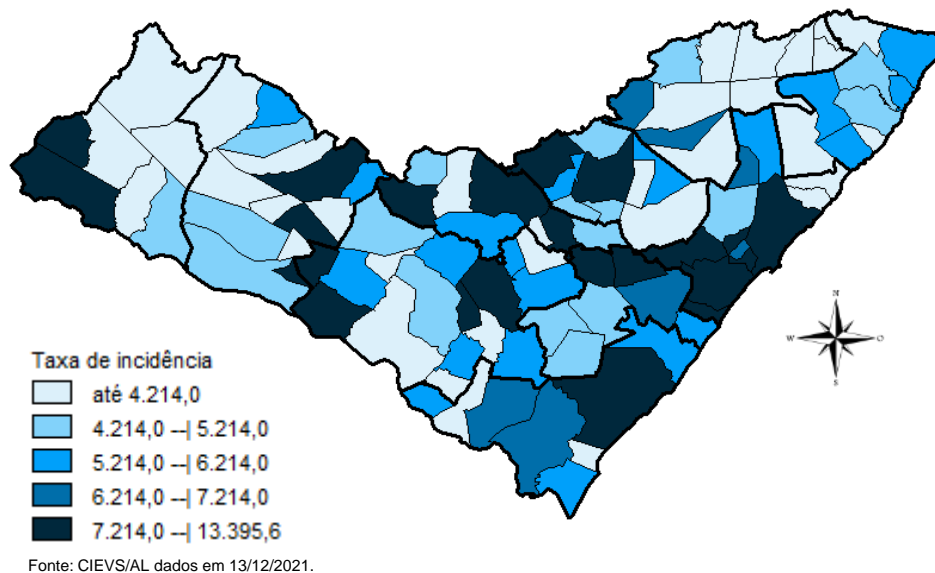 N
W
O
S
Taxa de incidência
até 4.214,0
4.214,0 --| 5.214,0
5.214,0 --| 6.214,0
6.214,0 --| 7.214,0
7.214,0 --| 13.395,6
Fonte: CIEVS/AL dados em 13/12/2021.